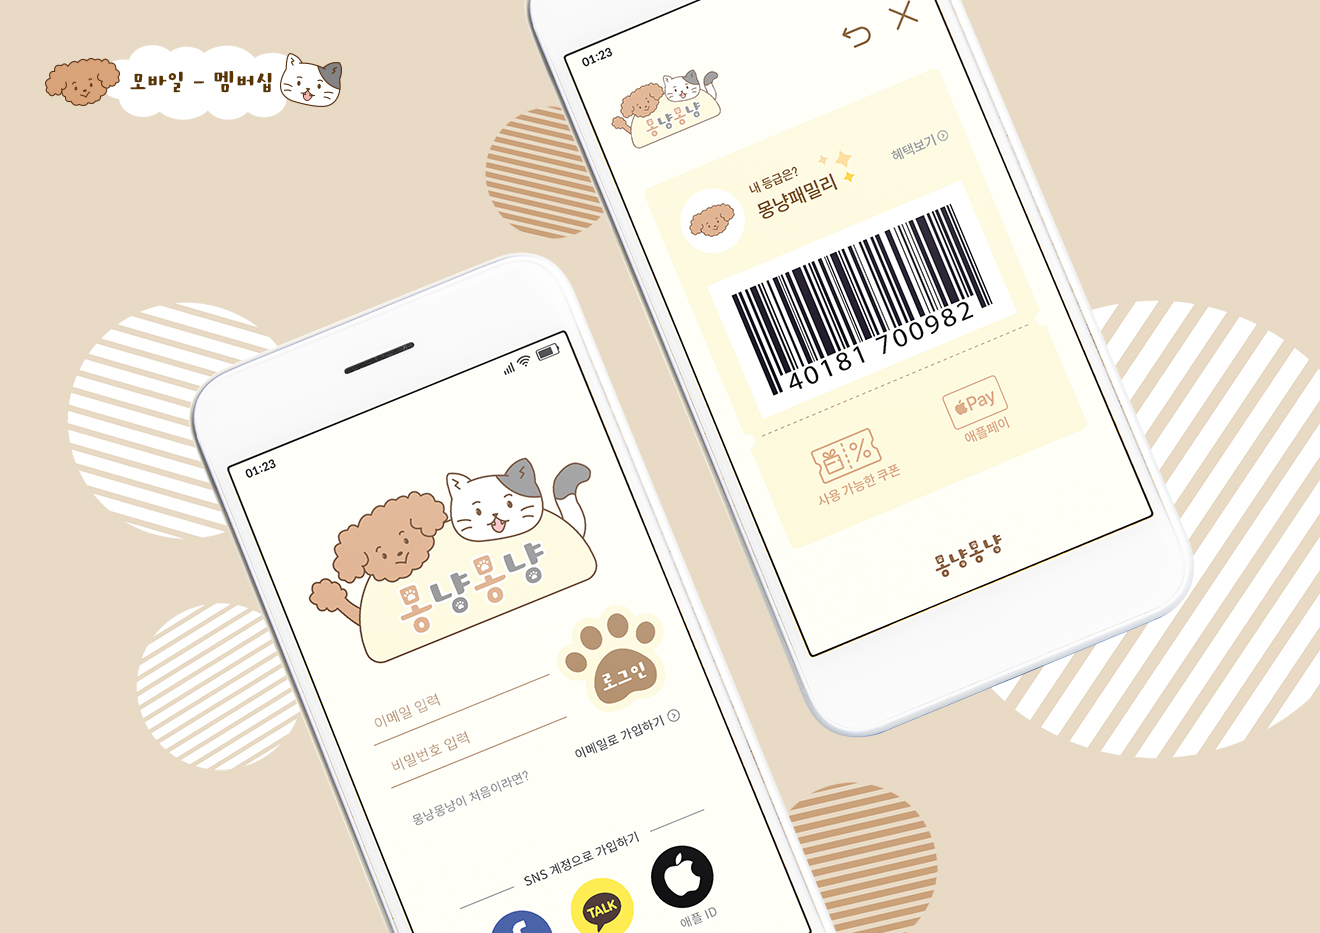 모바일 - 멤버십
01:23
몽냥몽냥
내 등급은?
몽냥패밀리
혜택보기
40181 700982
사용 가능한 쿠폰
Pay
애플페이
몽냥몽냥
01:23
몽냥몽냥
이메일 입력
비밀번호 입력
로그인
몽냥몽냥이 처음이라면?
이메일로 가입하기
SNS 계정으로 가입하기
f
TALK
애플 ID